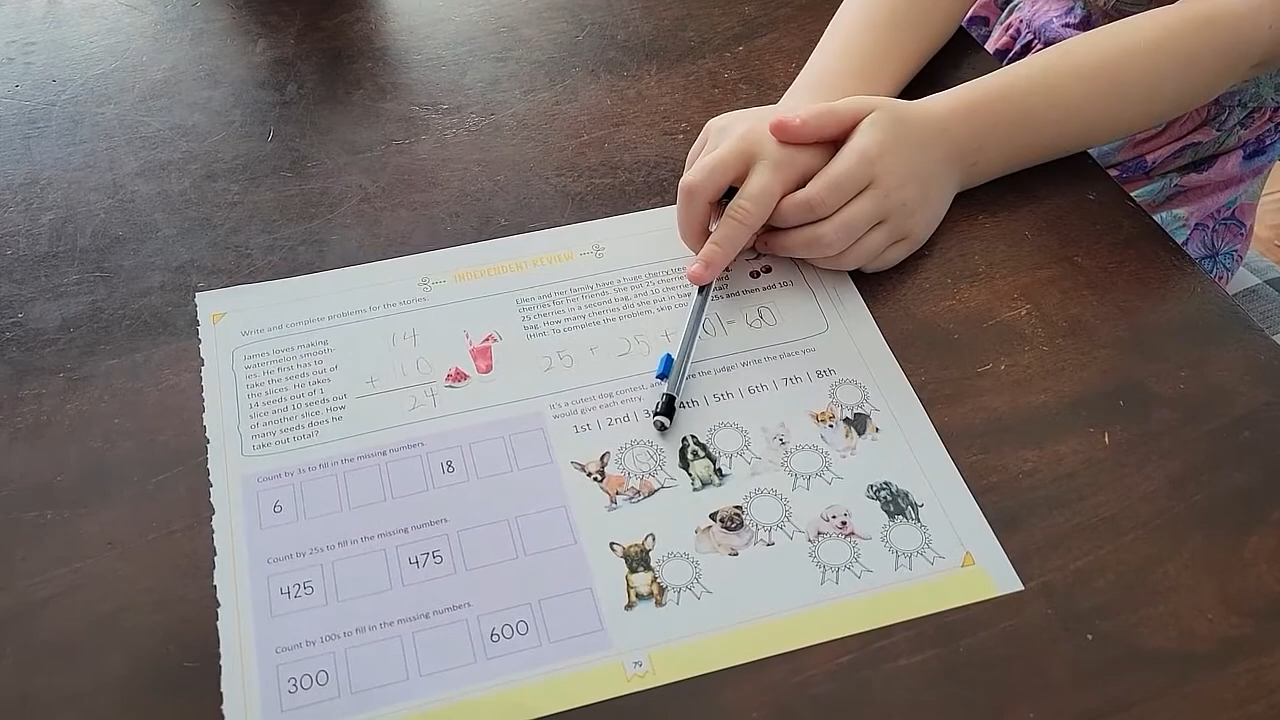 INDEPENDENT REVIEW
Write and complete problems for the stories.
James loves making
watermelon smooth-
ies. He first has to
take the seeds out of
the slices. He takes
14 seeds out of 1
slice and 10 seeds out
of another slice. How
many seeds does he
take out total?
14
+ 10
24
Ellen and her family have a huge cherry tree
cherries for her friends. She put 25 cherries
25 cherries in a second bag, and 10 cherries
bag. How many cherries did she put in bags total?
(Hint: To complete the problem, skip count 25s and then add 10.)
25 + 25 + 10 = 60
Count by 3s to fill in the missing numbers.
6 18
Count by 25s to fill in the missing numbers.
425 475
Count by 100s to fill in the missing numbers.
300 600
It's a cutest dog contest, and the judge! Write the place you
would give each entry.
1st | 2nd | 4th | 5th | 6th | 7th | 8th
79